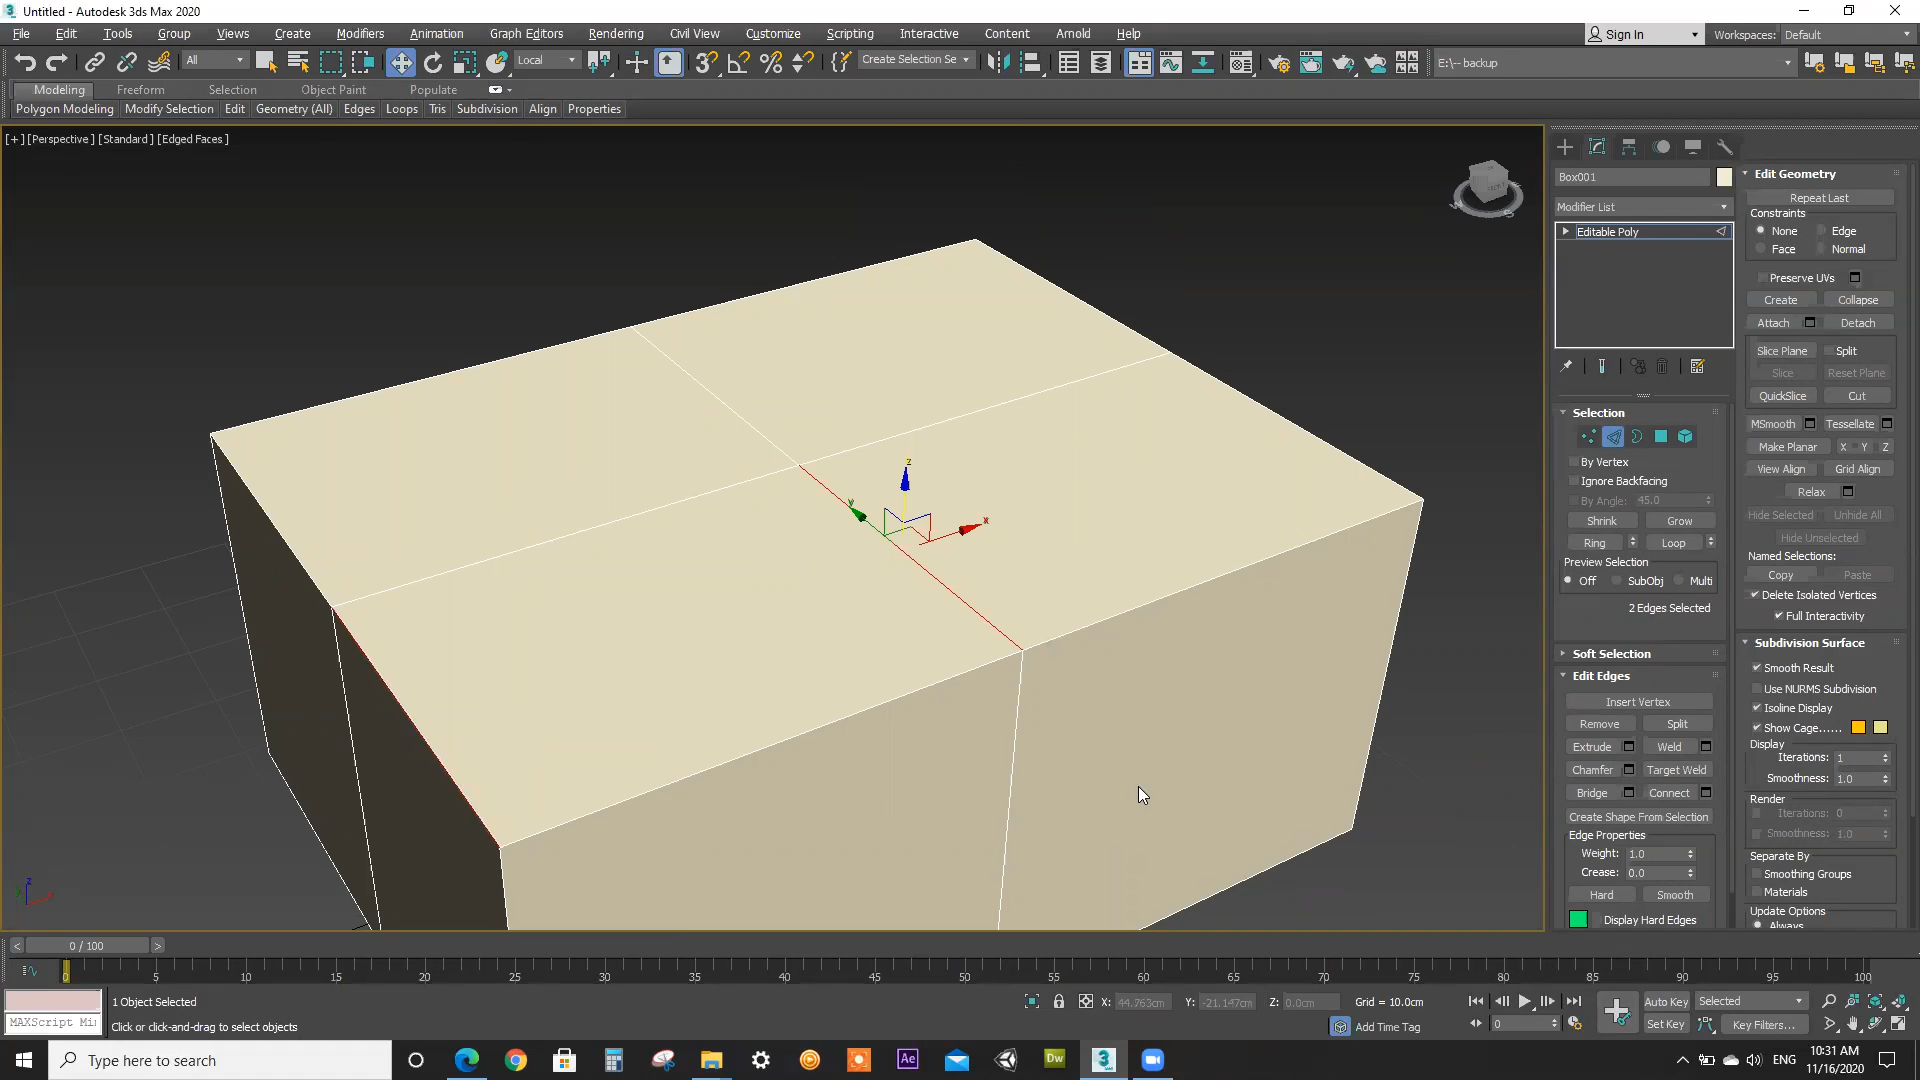 Untitled - Autodesk 3ds Max 2020
File Edit Tools Group Views Create Modifiers Animation Graph Editors Rendering Civil View Customize Scripting Interactive Content Arnold Help Sign In Workspaces: Default
All Local Create Selection Se E:\-- backup
Modeling Freeform Selection Object Paint Populate
Polygon Modeling Modify Selection Edit Geometry (All) Edges Loops Tris Subdivision Align Properties
[+] [Perspective] [Standard] [Edged Faces]
z
y
x
Box001
Modifier List
Editable Poly
Selection
By Vertex
Ignore Backfacing
By Angle: 45.0
Shrink Grow
Ring Loop
Preview Selection
Off SubObj Multi
2 Edges Selected
Soft Selection
Edit Edges
Insert Vertex
Remove Split
Extrude Weld
Chamfer Target Weld
Bridge Connect
Create Shape From Selection
Edge Properties
Weight: 1.0
Crease: 0.0
Hard Smooth
Display Hard Edges
Edit Geometry
Repeat Last
Constraints
None Edge
Face Normal
Preserve UVs
Create Collapse
Attach Detach
Slice Plane Split
Slice Reset Plane
QuickSlice Cut
MSmooth Tessellate
Make Planar X Y Z
View Align Grid Align
Relax
Hide Selected Unhide All
Hide Unselected
Named Selections:
Copy Paste
Delete Isolated Vertices
Full Interactivity
Subdivision Surface
Smooth Result
Use NURMS Subdivision
Isoline Display
Show Cage......
Display
Iterations: 1
Smoothness: 1.0
Render
Iterations: 0
Smoothness: 1.0
Separate By
Smoothing Groups
Materials
Update Options
Always
< 0 / 100 >
0 5 10 15 20 25 30 35 40 45 50 55 60 65 70 75 80 85 90 95 100
1 Object Selected X: 44.763cm Y: -21.147cm Z: 0.0cm Grid = 10.0cm Auto Key Selected
MAXScript Mi Click or click-and-drag to select objects Add Time Tag 0 Set Key Key Filters...
Type here to search Ae Dw 3 ENG 10:31 AM
11/16/2020